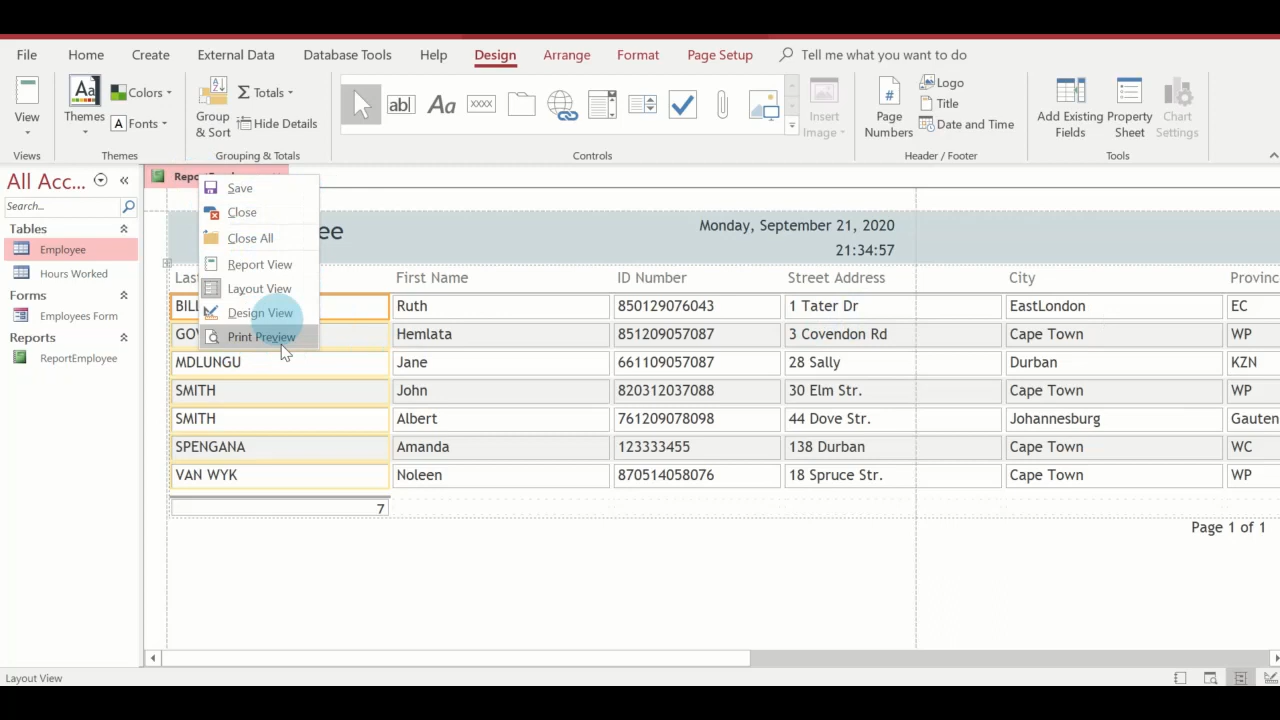 File Home Create External Data Database Tools Help Design Arrange Format Page Setup Tell me what you want to do
View Themes Colors Fonts Group & Sort Totals Hide Details ab| Aa xxxx Insert Image Page Numbers Logo Title Date and Time Add Existing Fields Property Sheet Chart Settings
Views Themes Grouping & Totals Controls Header / Footer Tools
All Acc...
Search...
Tables
Employee
Hours Worked
Forms
Employees Form
Reports
ReportEmployee
Save
Close
Close All
Report View
Layout View
Design View
Print Preview
Monday, September 21, 2020
21:34:57
First Name ID Number Street Address City
Ruth 850129076043 1 Tater Dr EastLondon EC
Hemlata 851209057087 3 Covendon Rd Cape Town WP
MDLUNGU Jane 661109057087 28 Sally Durban KZN
SMITH John 820312037088 30 Elm Str. Cape Town WP
SMITH Albert 761209078098 44 Dove Str. Johannesburg Gauten
SPENGANA Amanda 123333455 138 Durban Cape Town WC
VAN WYK Noleen 870514058076 18 Spruce Str. Cape Town WP
7
Page 1 of 1
Layout View